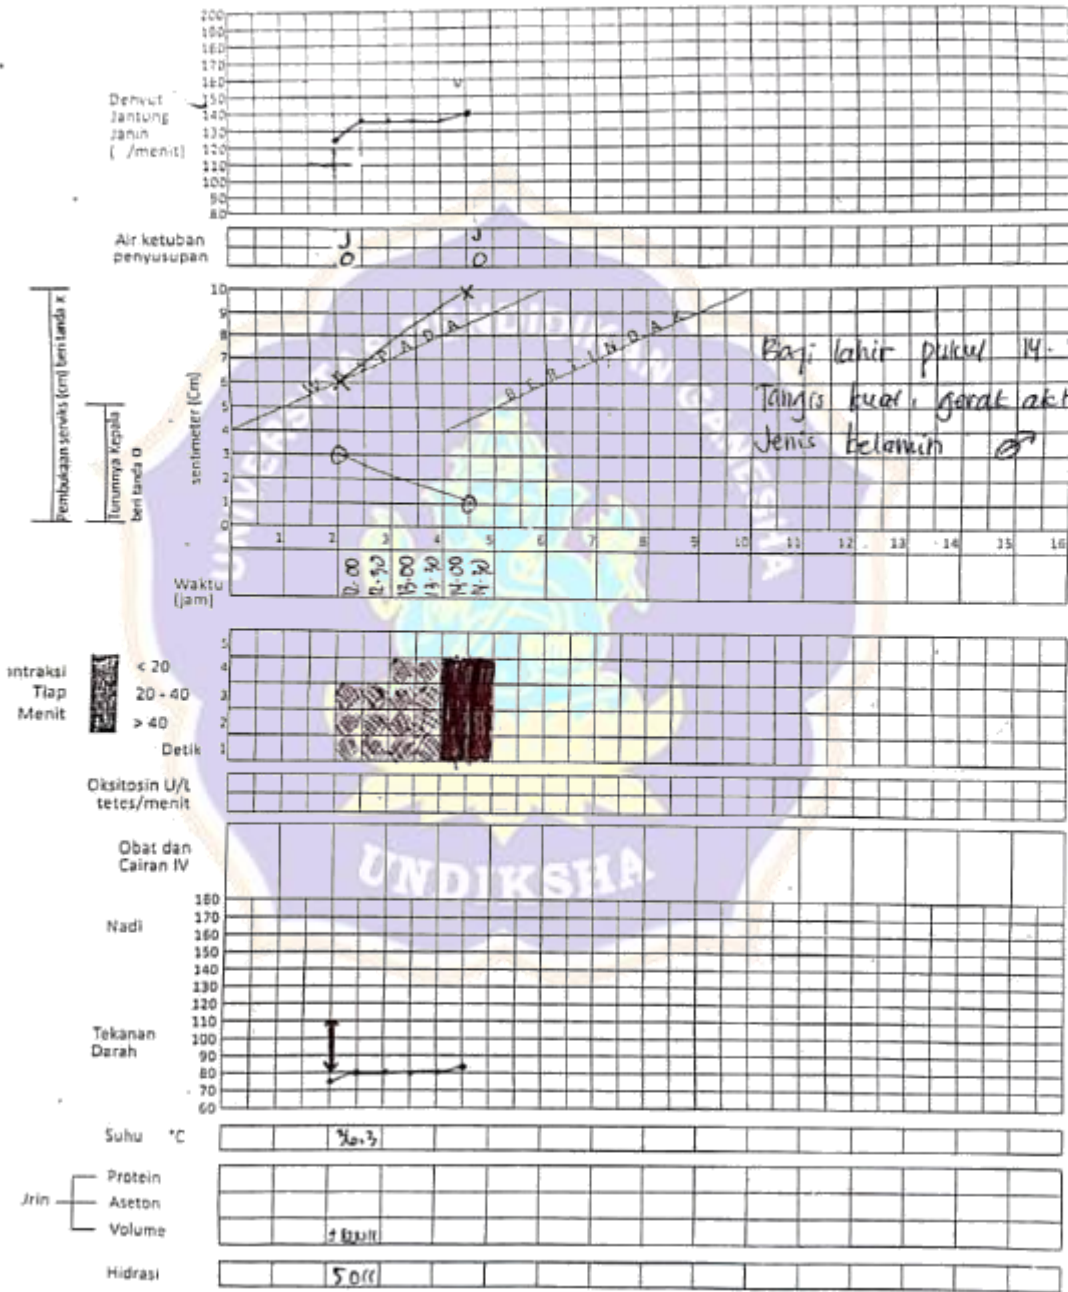 200
190
180
170
160
150
140
130
120
110
100
90
80
Denyut
Jantung
Janin
( /menit)
Air ketuban
penyusupan
J J
O O
Pembukaan serviks (cm) beri tanda x
Turunnya Kepala
beri tanda O
sentimeter (Cm)
10
9
8
7
6
5
4
3
2
1
0
WASPADA
BERTINDAK
Bayi lahir pukul 14.
Tangis kuat, gerak akt
Jenis kelamin ♂
1 2 3 4 5 6 7 8 9 10 11 12 13 14 15 16
Waktu
(jam)
12.00
12.30
13.00
13.30
14.00
14.30
ontraksi
Tiap
Menit
< 20
20 - 40
> 40
Detik
5
4
3
2
1
Oksitosin U/L
tetes/menit
Obat dan
Cairan IV
Nadi
Tekanan
Darah
180
170
160
150
140
130
120
110
100
90
80
70
60
Suhu °C
36.3
Urin
Protein
Aseton
Volume
Hidrasi
50cc
UNIVERSITAS PENDIDIKAN GANESHA
UNDIKSHA